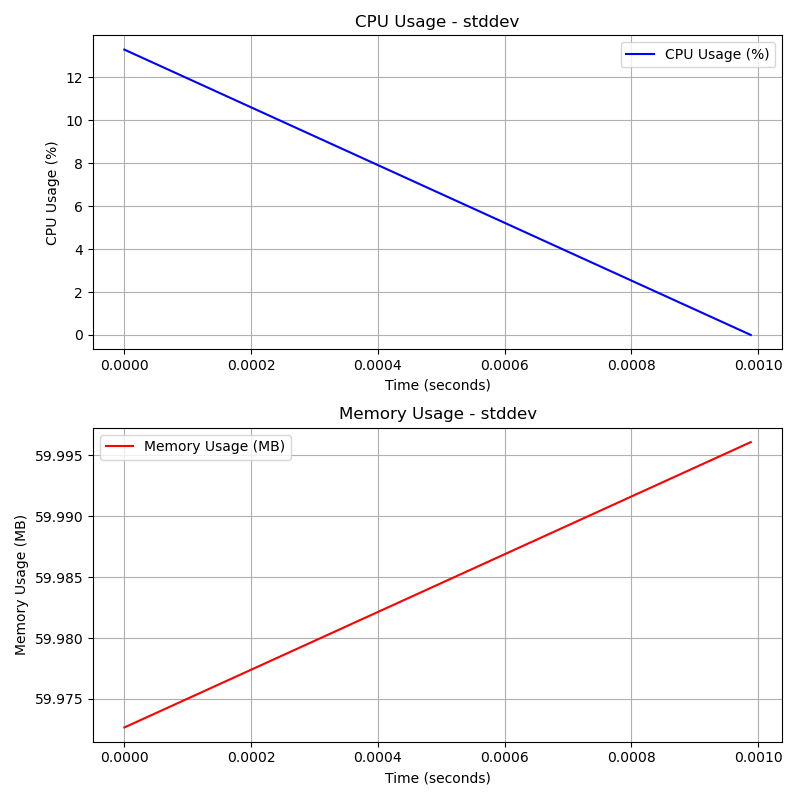 CPU Usage - stddev
CPU Usage (%)
12
10
8
6
4
2
0
CPU Usage (%)
0.0000 0.0002 0.0004 0.0006 0.0008 0.0010
Time (seconds)
Memory Usage - stddev
Memory Usage (MB)
59.995
59.990
59.985
59.980
59.975
Memory Usage (MB)
0.0000 0.0002 0.0004 0.0006 0.0008 0.0010
Time (seconds)